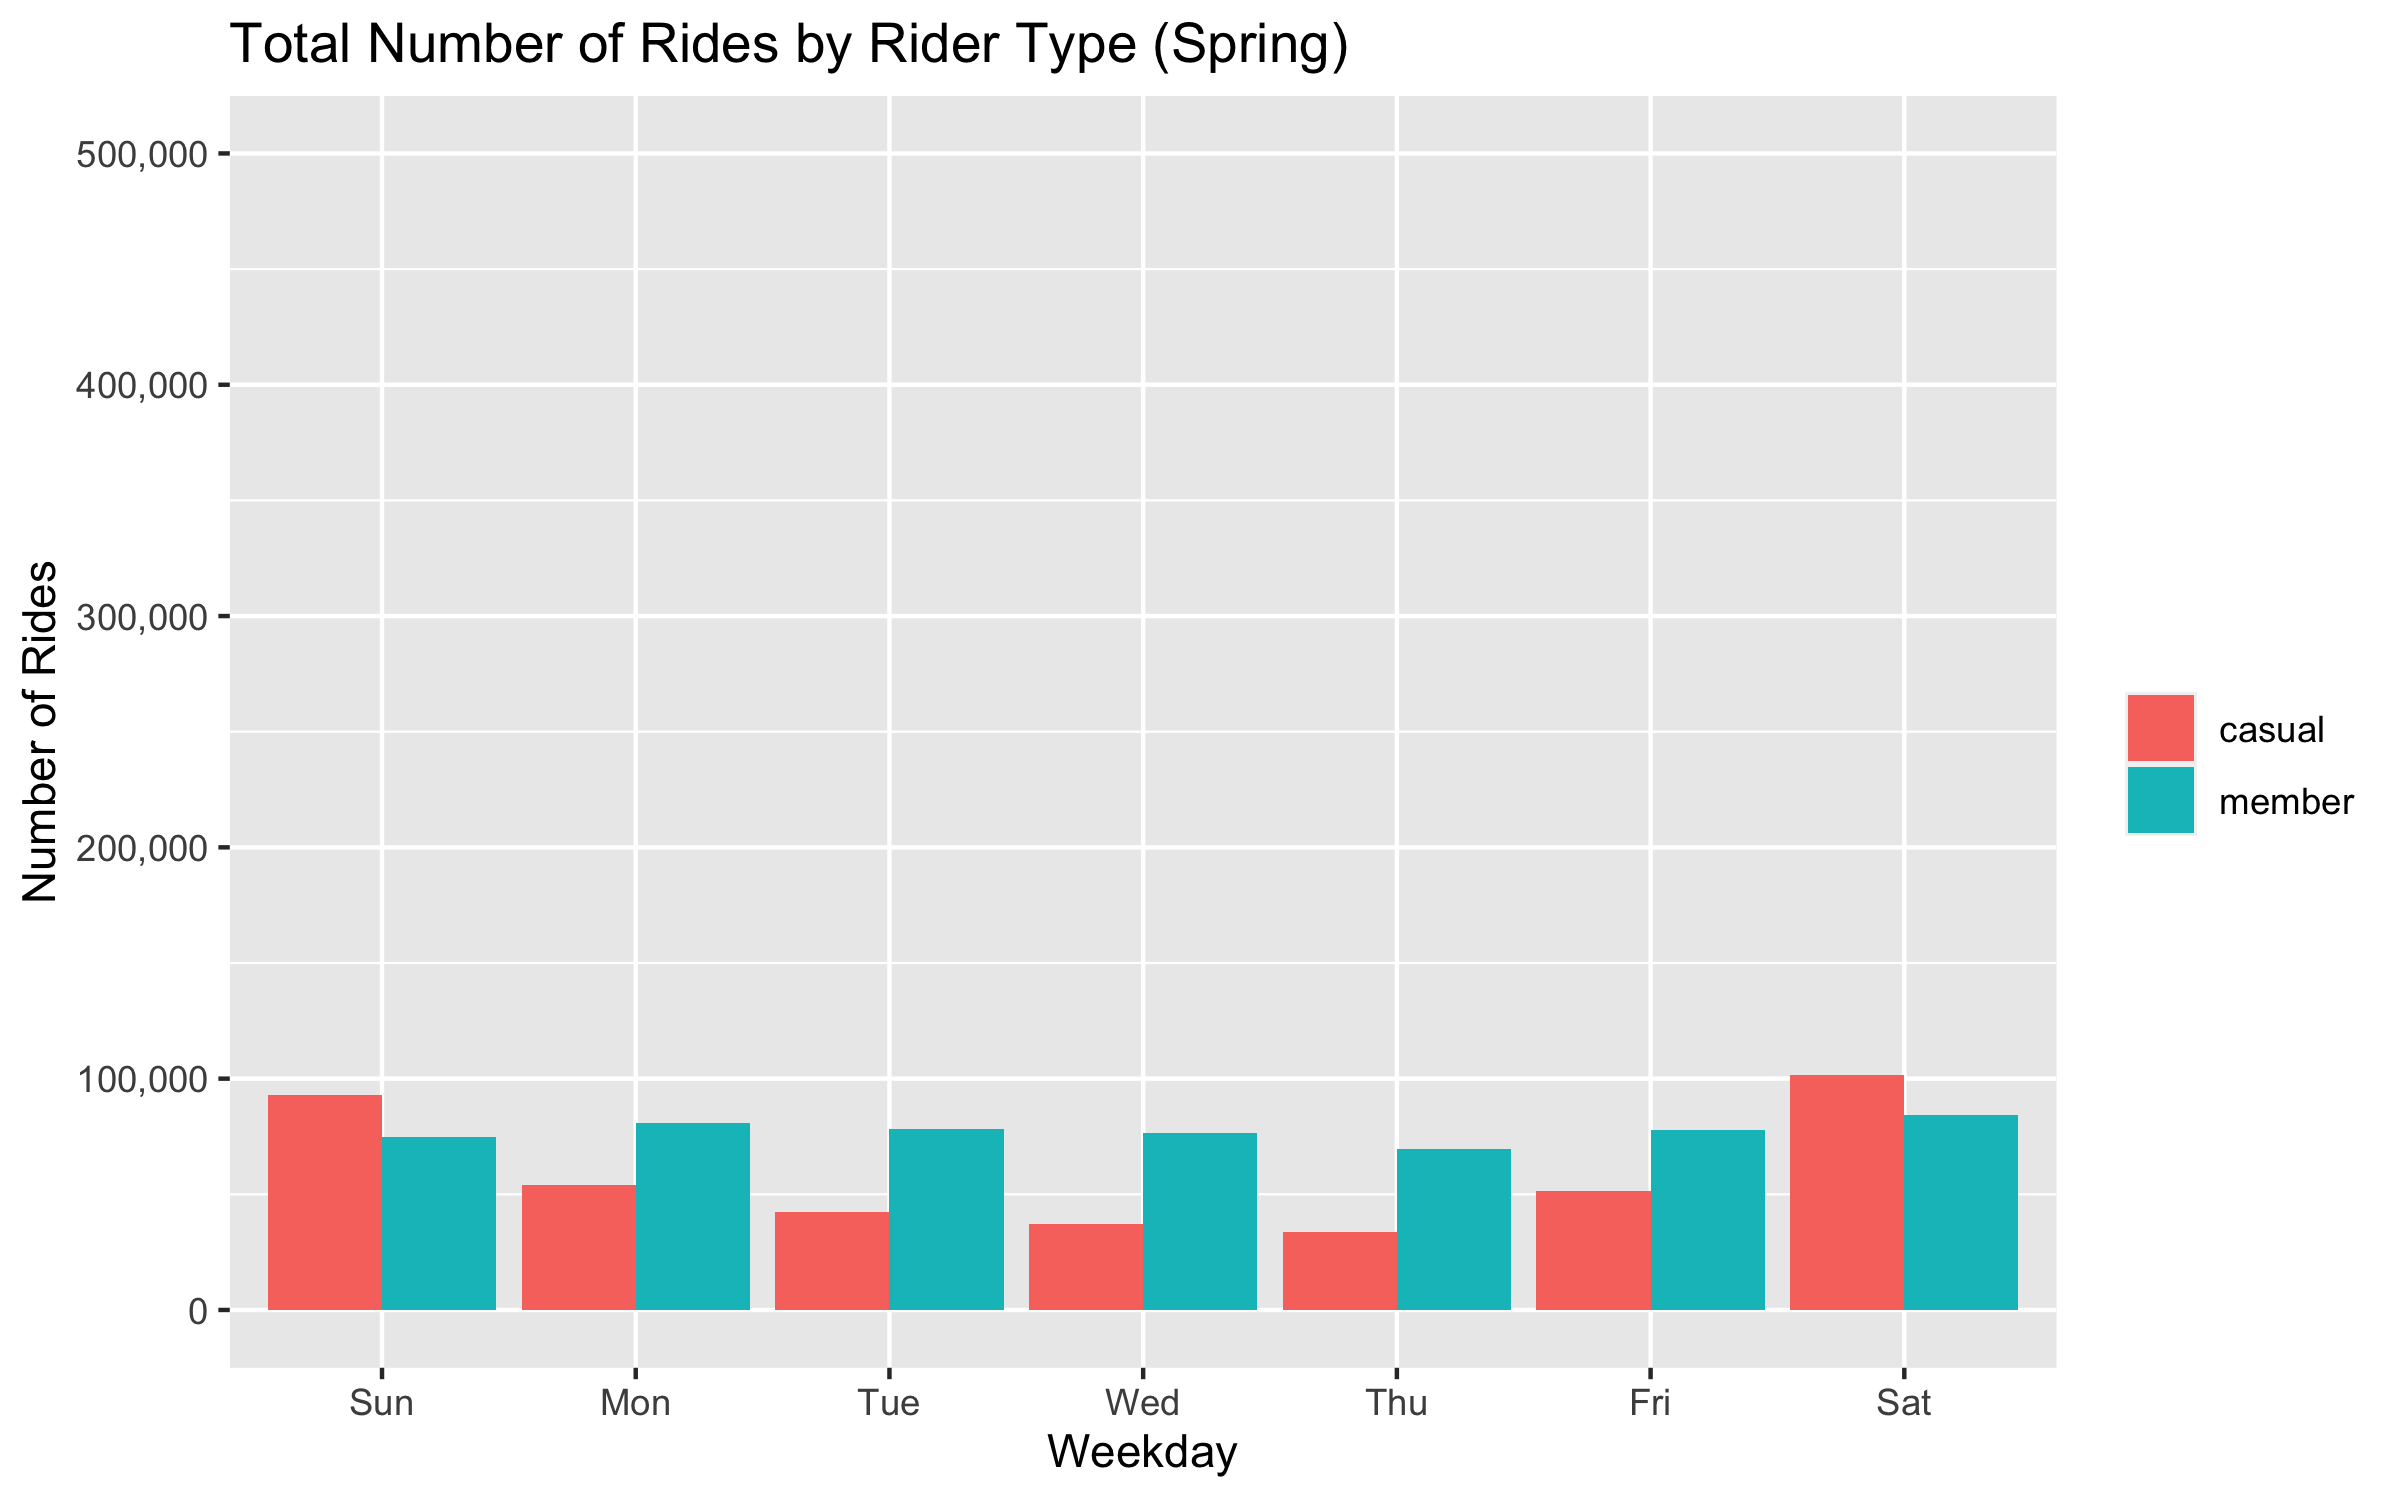 Total Number of Rides by Rider Type (Spring)
Number of Rides
500,000
400,000
300,000
200,000
100,000
0
Sun Mon Tue Wed Thu Fri Sat
Weekday
casual
member